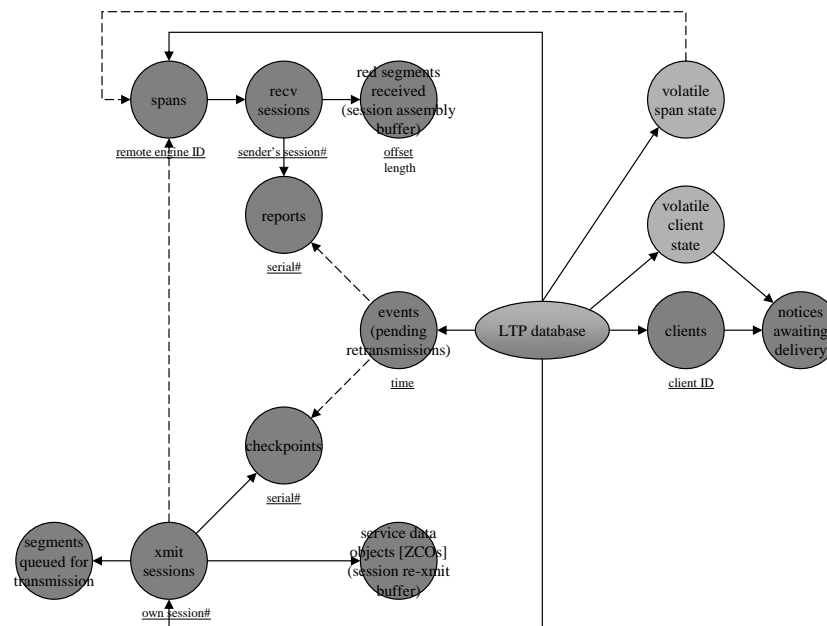 spans
remote engine ID
recv
sessions
sender's session#
red segments
received
(session assembly
buffer)
offset
length
volatile
span state
reports
serial#
volatile
client
state
events
(pending
retransmissions)
time
LTP database
clients
client ID
notices
awaiting
delivery
checkpoints
serial#
segments
queued for
transmission
xmit
sessions
own session#
service data
objects [ZCOs]
(session re-xmit
buffer)